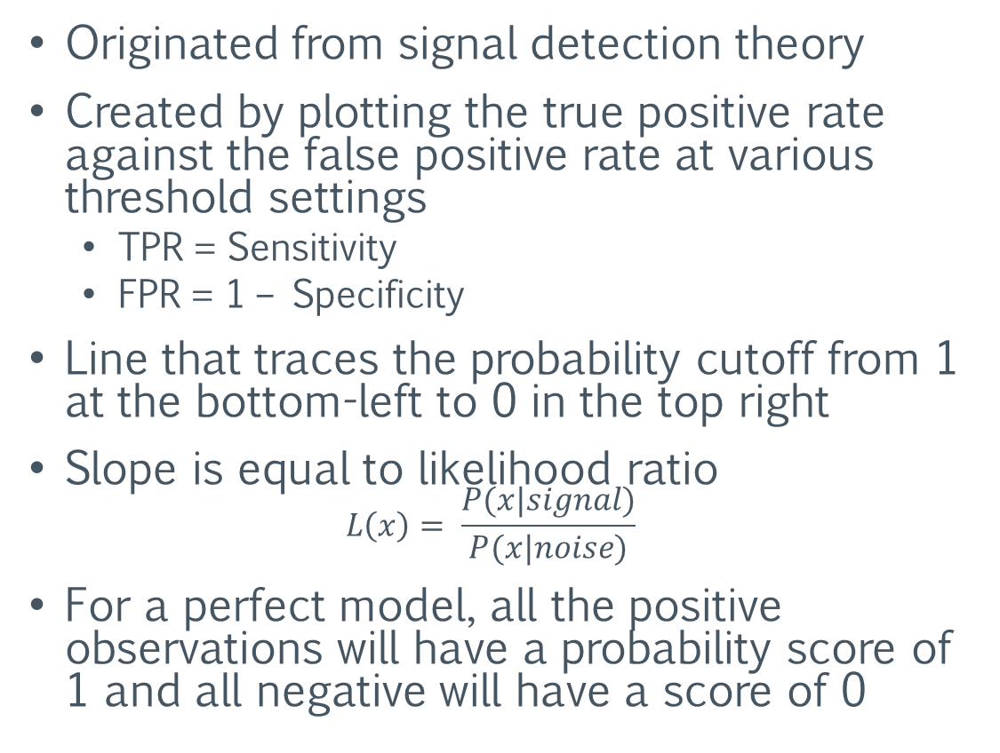 • Originated from signal detection theory
• Created by plotting the true positive rate
against the false positive rate at various
threshold settings
• TPR = Sensitivity
• FPR = 1 – Specificity
• Line that traces the probability cutoff from 1
at the bottom-left to 0 in the top right
• Slope is equal to likelihood ratio
L(x) = P(x|signal) / P(x|noise)
• For a perfect model, all the positive
observations will have a probability score of
1 and all negative will have a score of 0